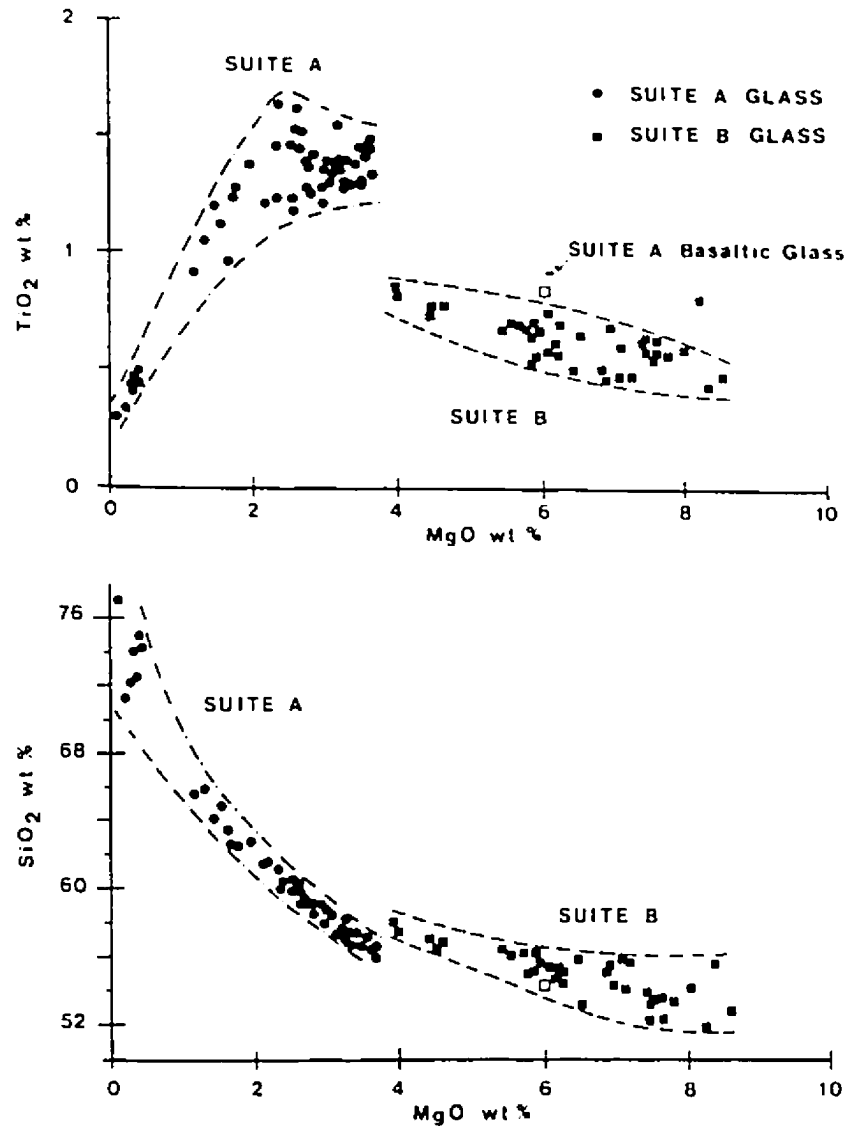 2
SUITE A
● SUITE A GLASS
■ SUITE B GLASS
1
SUITE A Basaltic Glass
TiO2 wt %
SUITE B
0
0 2 4 6 8 10
MgO wt %
76
SUITE A
68
SiO2 wt %
60
SUITE B
52
0 2 4 6 8 10
MgO wt %